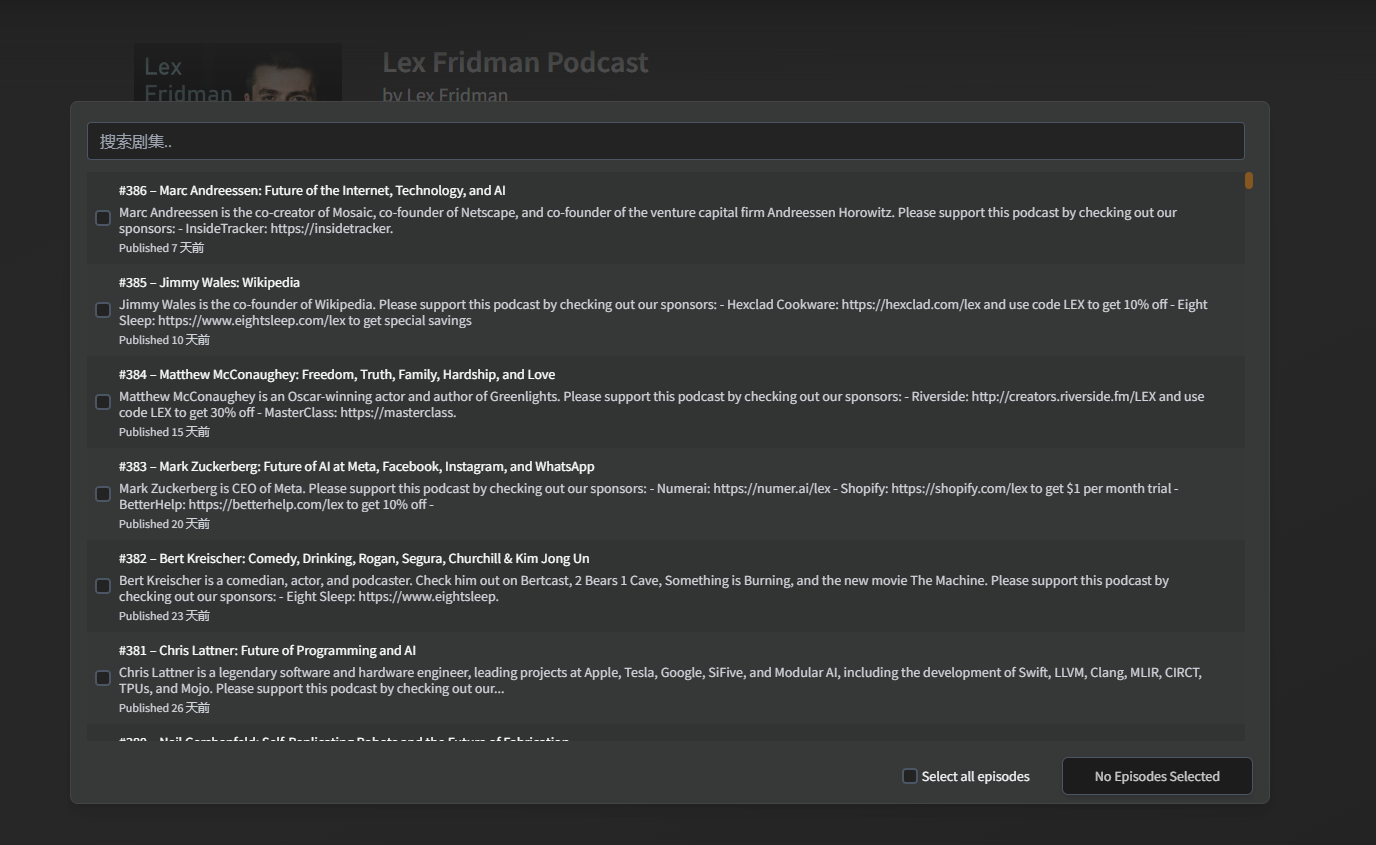 Lex
Fridman
Lex Fridman Podcast
by Lex Fridman
搜索剧集..
#386 – Marc Andreessen: Future of the Internet, Technology, and AI
Marc Andreessen is the co-creator of Mosaic, co-founder of Netscape, and co-founder of the venture capital firm Andreessen Horowitz. Please support this podcast by checking out our
sponsors: - InsideTracker: https://insidetracker.
Published 7 天前
#385 – Jimmy Wales: Wikipedia
Jimmy Wales is the co-founder of Wikipedia. Please support this podcast by checking out our sponsors: - Hexclad Cookware: https://hexclad.com/lex and use code LEX to get 10% off - Eight
Sleep: https://www.eightsleep.com/lex to get special savings
Published 10 天前
#384 – Matthew McConaughey: Freedom, Truth, Family, Hardship, and Love
Matthew McConaughey is an Oscar-winning actor and author of Greenlights. Please support this podcast by checking out our sponsors: - Riverside: http://creators.riverside.fm/LEX and use
code LEX to get 30% off - MasterClass: https://masterclass.
Published 15 天前
#383 – Mark Zuckerberg: Future of AI at Meta, Facebook, Instagram, and WhatsApp
Mark Zuckerberg is CEO of Meta. Please support this podcast by checking out our sponsors: - Numerai: https://numer.ai/lex - Shopify: https://shopify.com/lex to get $1 per month trial -
BetterHelp: https://betterhelp.com/lex to get 10% off -
Published 20 天前
#382 – Bert Kreischer: Comedy, Drinking, Rogan, Segura, Churchill & Kim Jong Un
Bert Kreischer is a comedian, actor, and podcaster. Check him out on Bertcast, 2 Bears 1 Cave, Something is Burning, and the new movie The Machine. Please support this podcast by
checking out our sponsors: - Eight Sleep: https://www.eightsleep.
Published 23 天前
#381 – Chris Lattner: Future of Programming and AI
Chris Lattner is a legendary software and hardware engineer, leading projects at Apple, Tesla, Google, SiFive, and Modular AI, including the development of Swift, LLVM, Clang, MLIR, CIRCT,
TPUs, and Mojo. Please support this podcast by checking out our...
Published 26 天前
#380 – Neil Gershenfeld: Self-Replicating Robots and the Future of Fabrication
Select all episodes
No Episodes Selected